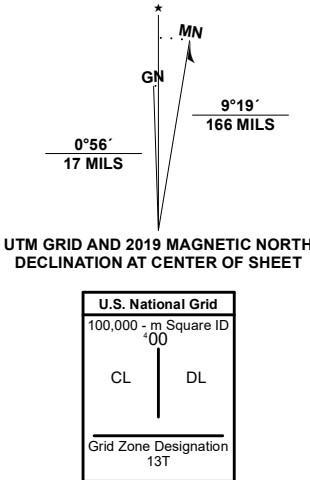 ★
MN
GN
0°56´
17 MILS
9°19´
166 MILS
UTM GRID AND 2019 MAGNETIC NORTH
DECLINATION AT CENTER OF SHEET
U.S. National Grid
100,000 - m Square ID
⁴00
CL DL
Grid Zone Designation
13T